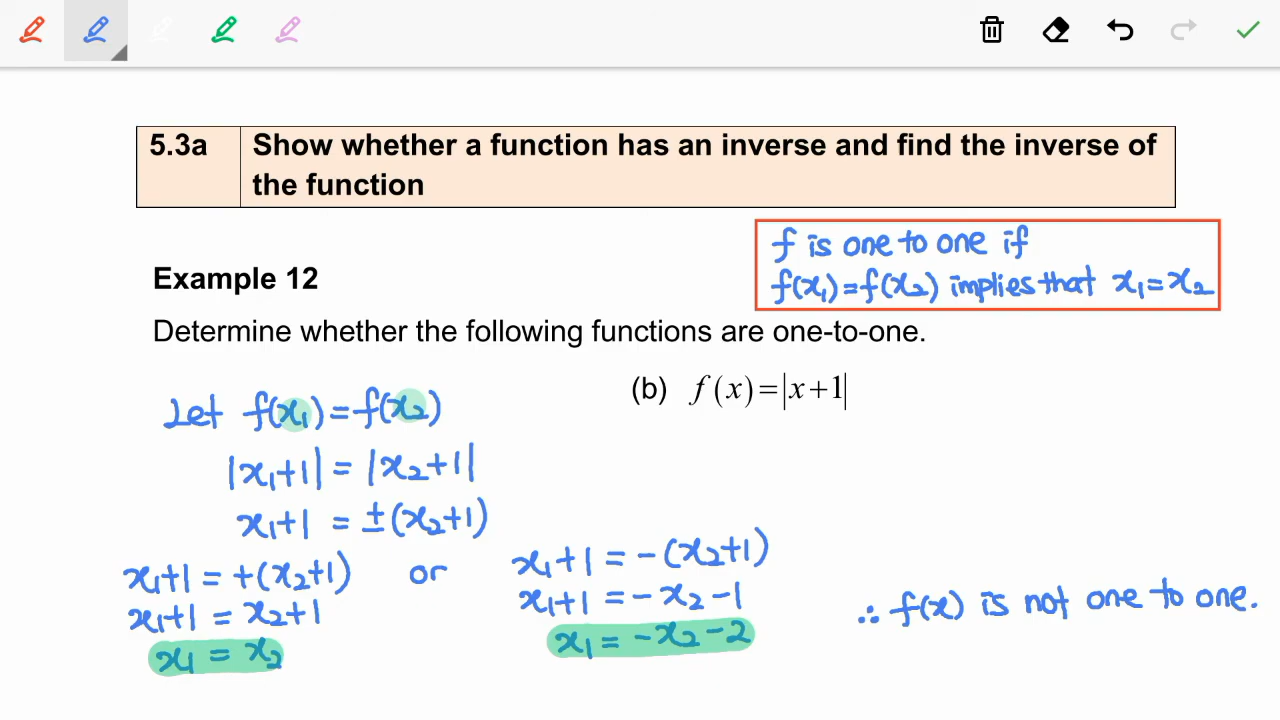 5.3a Show whether a function has an inverse and find the inverse of
the function
f is one to one if
f(x₁)=f(x₂) implies that x₁=x₂
Example 12
Determine whether the following functions are one-to-one.
(b) f(x)=|x+1|
Let f(x₁)=f(x₂)
|x₁+1| = |x₂+1|
x₁+1 = ±(x₂+1)
x₁+1 = +(x₂+1) or x₁+1 = -(x₂+1)
x₁+1 = x₂+1 x₁+1 = -x₂-1
x₁ = x₂ x₁ = -x₂-2
∴ f(x) is not one to one.